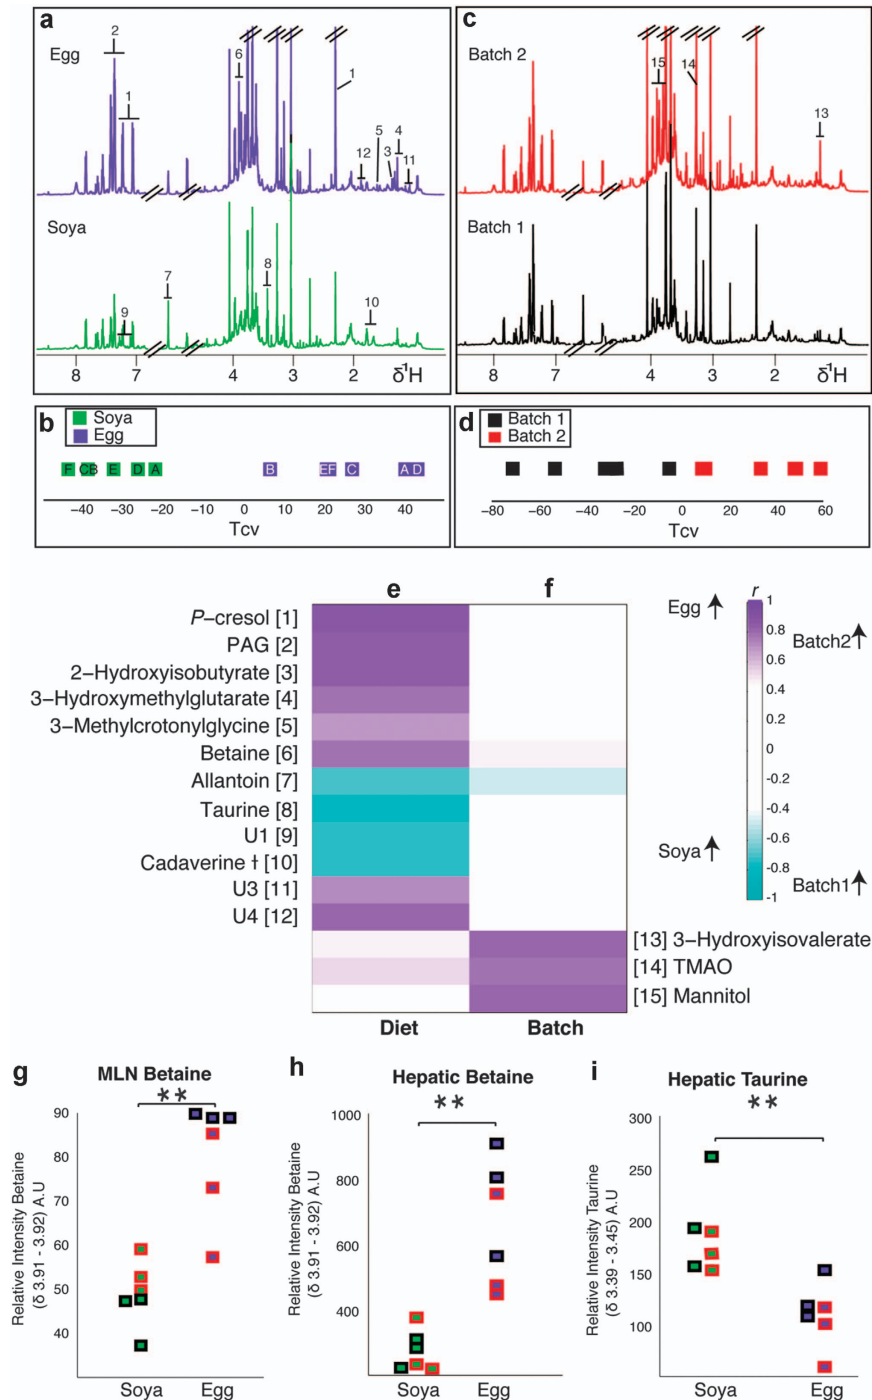 a
Egg
2
1
6
1
5
4
3
12
11
Soya
7
9
8
10
8 7 4 3 2 δ¹H
c
Batch 2
15
14
13
Batch 1
8 7 4 3 2 δ¹H
b
Soya
Egg
F CB E D A B EF C A D
-40 -20 0 20 40
Tcv
d
Batch 1
Batch 2
-80 -60 -40 -20 0 20 40 60
Tcv
e f
P-cresol [1]
PAG [2]
2-Hydroxyisobutyrate [3]
3-Hydroxymethylglutarate [4]
3-Methylcrotonylglycine [5]
Betaine [6]
Allantoin [7]
Taurine [8]
U1 [9]
Cadaverine ƚ [10]
U3 [11]
U4 [12]
[13] 3-Hydroxyisovalerate
[14] TMAO
[15] Mannitol
Diet Batch
r
Egg ↑
Batch2↑
Soya ↑
Batch1↑
1
0.8
0.6
0.4
0.2
0
-0.2
-0.4
-0.6
-0.8
-1
g
MLN Betaine
**
Relative Intensity Betaine
(δ 3.91 - 3.92) A.U
90
80
70
60
50
40
Soya Egg
h
Hepatic Betaine
**
Relative Intensity Betaine
(δ 3.91 - 3.92) A.U
1000
800
600
400
Soya Egg
i
Hepatic Taurine
**
Relative Intensity Taurine
(δ 3.39 - 3.45) A.U
300
250
200
150
100
Soya Egg